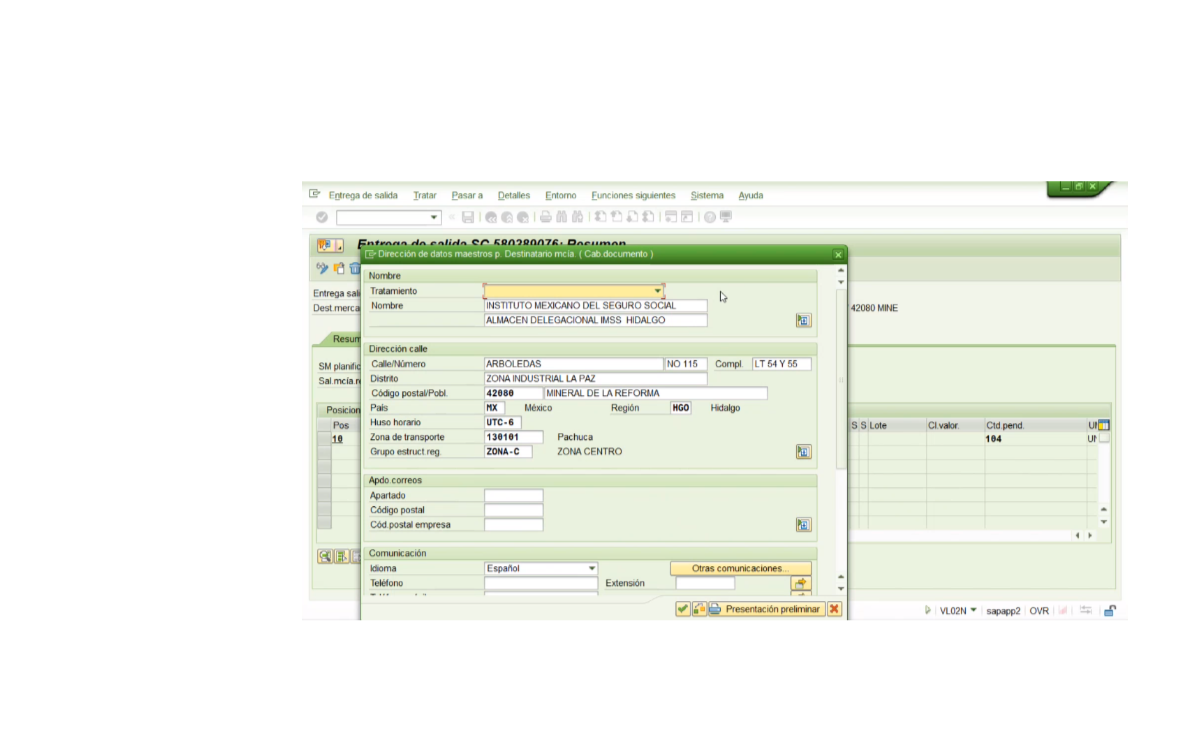 Entrega de salida Tratar Pasar a Detalles Entorno Funciones siguientes Sistema Ayuda
Entrega de salida SC 580289076: Resumen
Dirección de datos maestros p. Destinatario mcía. ( Cab.documento )
Nombre
Tratamiento
Nombre INSTITUTO MEXICANO DEL SEGURO SOCIAL
ALMACEN DELEGACIONAL IMSS HIDALGO
Entrega sali
Dest.merca 42080 MINE
Resum
Dirección calle
Calle/Número ARBOLEDAS NO 115 Compl. LT 54 Y 55
SM planific
Distrito ZONA INDUSTRIAL LA PAZ
Sal.mcía.re
Código postal/Pobl. 42080 MINERAL DE LA REFORMA
País MX México Región HGO Hidalgo
Posicion
Huso horario UTC-6
Pos S S Lote Cl.valor. Ctd.pend. UM
Zona de transporte 130101 Pachuca
10 104
Grupo estruct.reg. ZONA-C ZONA CENTRO
Apdo.correos
Apartado
Código postal
Cód.postal empresa
Comunicación
Idioma Español Otras comunicaciones...
Teléfono Extensión
Presentación preliminar
VL02N sapapp2 OVR